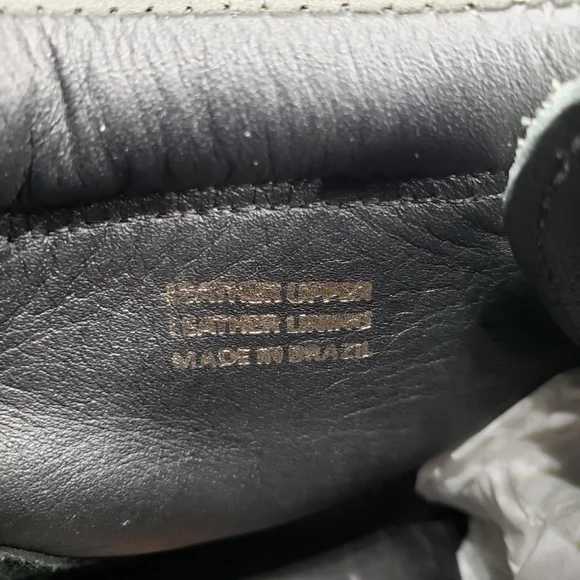 LEATHER UPPER
LEATHER LINING
MADE IN BRAZIL